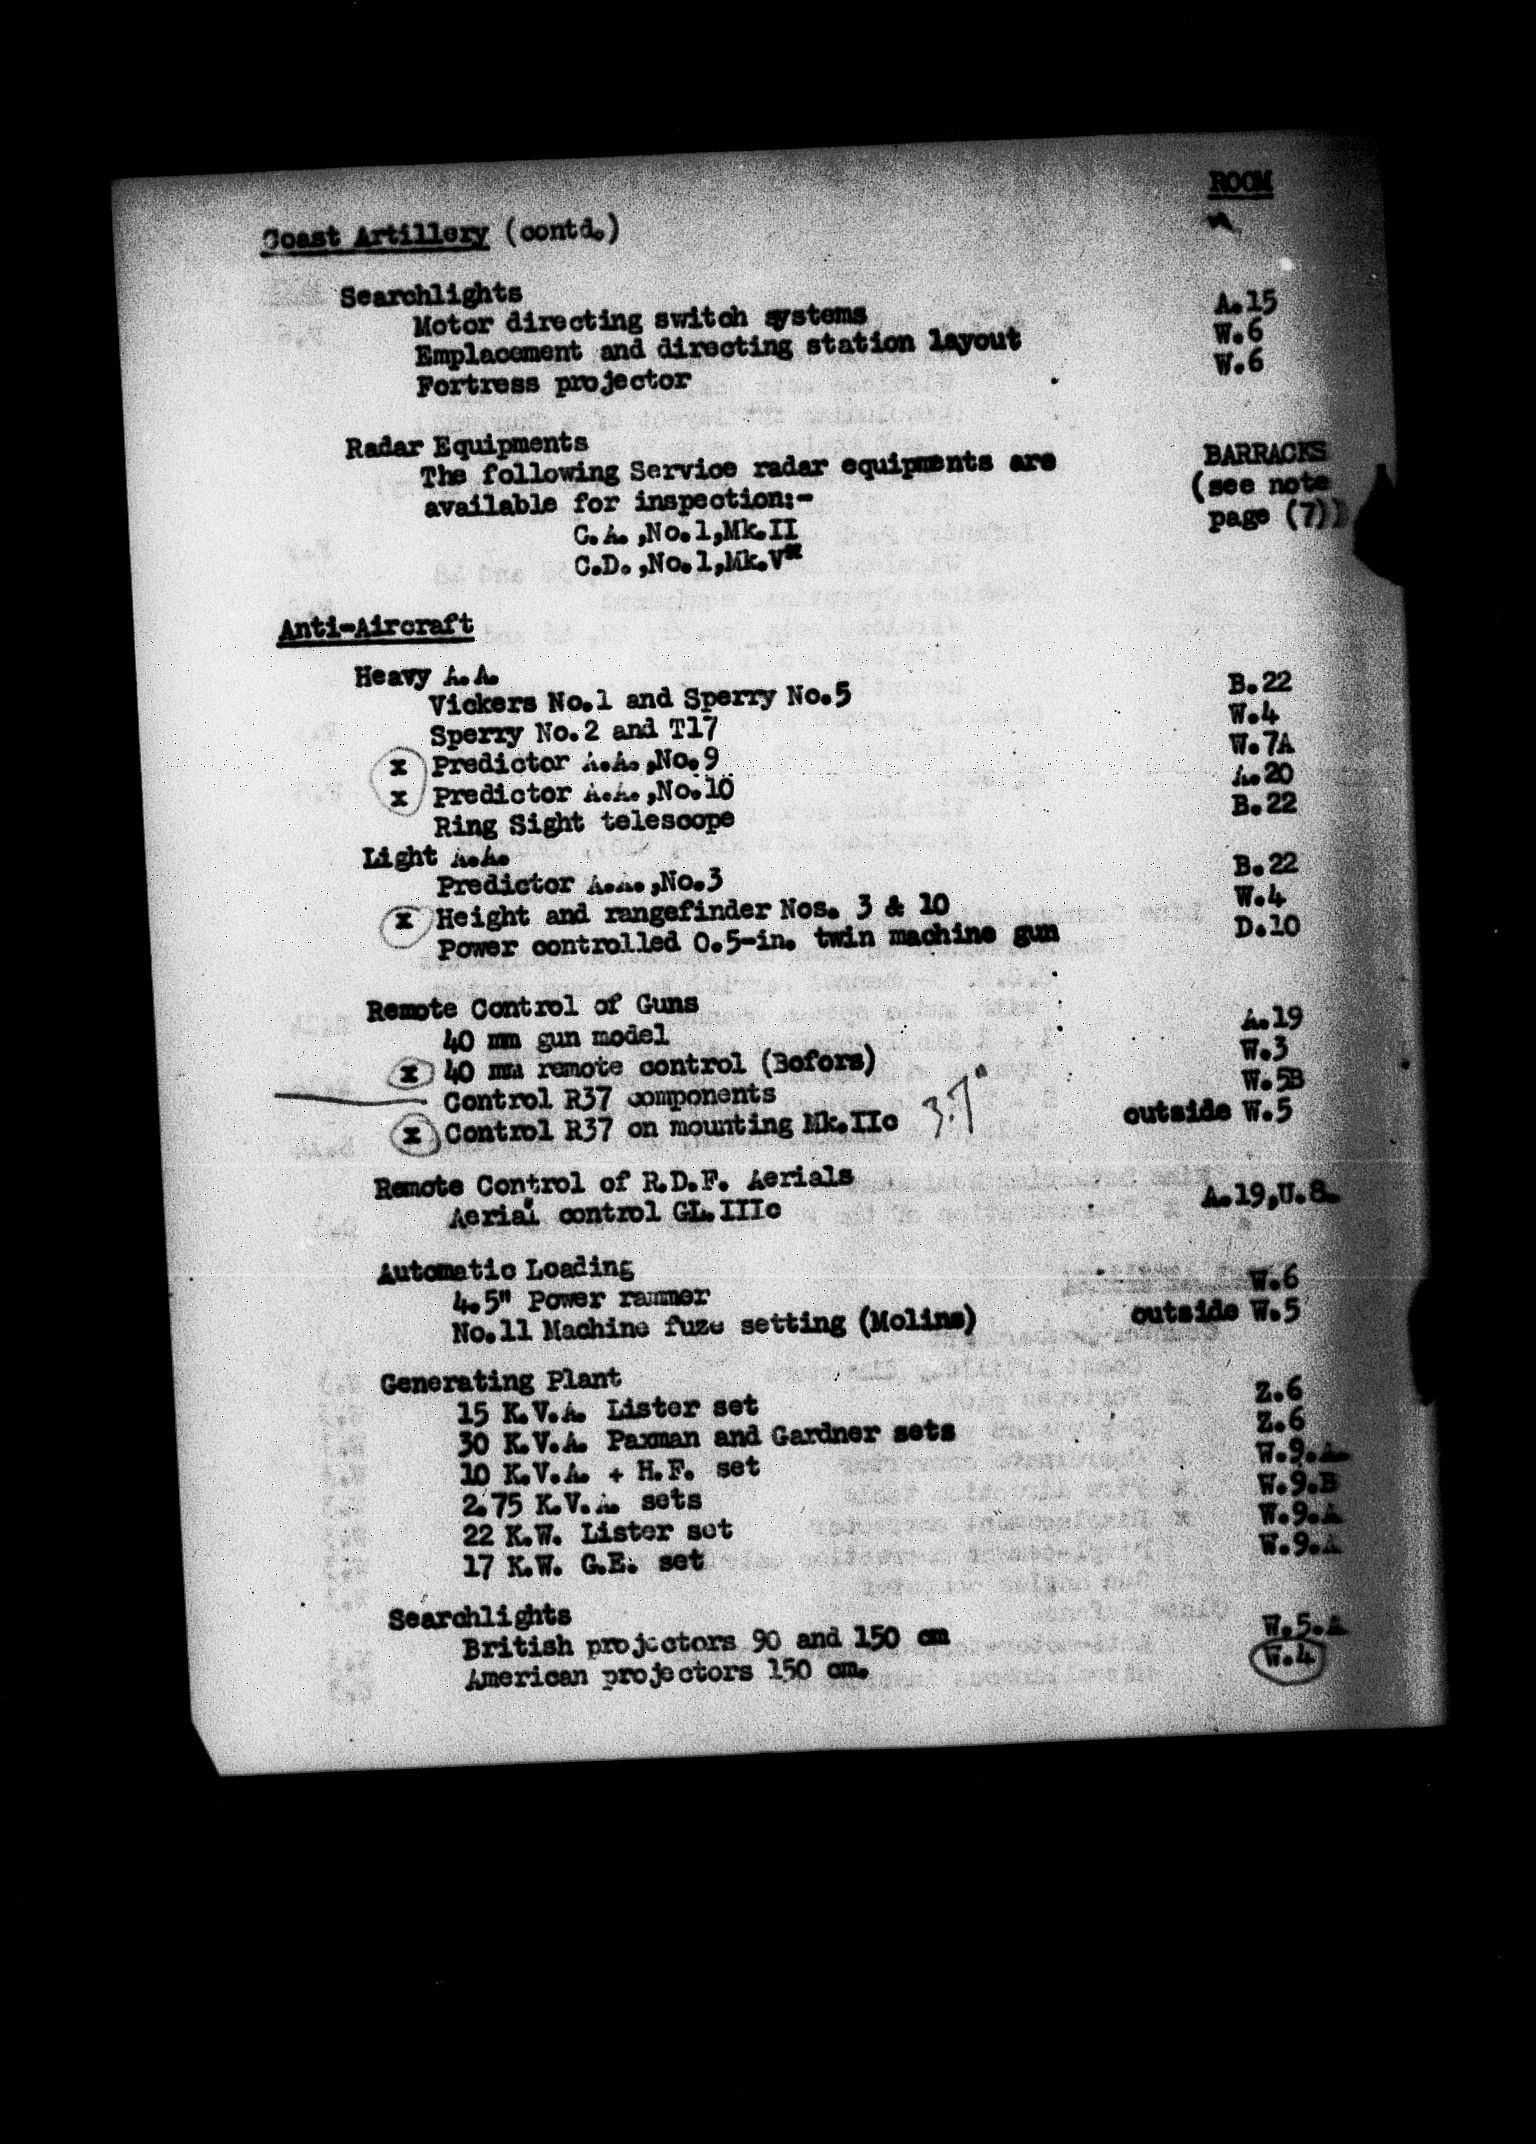 ROOM
Coast Artillery (contd.)
Searchlights
Motor directing switch systems A.15
Emplacement and directing station layout W.6
Fortress projector W.6
Radar Equipments
The following Service radar equipments are BARRACKS
available for inspection:- (see note
C.A.,No.1,Mk.II page (7))
C.D.,No.1,Mk.V*
Anti-Aircraft
Heavy A.A.
Vickers No.1 and Sperry No.5 B.22
Sperry No.2 and T17 W.4
x Predictor A.A.,No.9 W.7A
x Predictor A.A.,No.10 A.20
Ring Sight telescope B.22
Light A.A.
Predictor A.A.,No.3 B.22
x Height and rangefinder Nos. 3 & 10 W.4
Power controlled 0.5-in. twin machine gun D.10
Remote Control of Guns
40 mm gun model A.19
x 40 mm remote control (Bofors) W.3
Control R37 components W.5B
x Control R37 on mounting Mk.IIc 3.7" outside W.5
Remote Control of R.D.F. Aerials
Aerial control GL.IIIc A.19,U.8.
Automatic Loading
4.5" Power rammer W.6
No.11 Machine fuze setting (Molins) outside W.5
Generating Plant
15 K.V.A. Lister set Z.6
30 K.V.A. Paxman and Gardner sets Z.6
10 K.V.A. + H.F. set W.9.A.
2.75 K.V.A. sets W.9.B
22 K.W. Lister set W.9.A
17 K.W. G.E. set W.9.A
Searchlights
British projectors 90 and 150 cm W.5.A
American projectors 150 cm. W.4